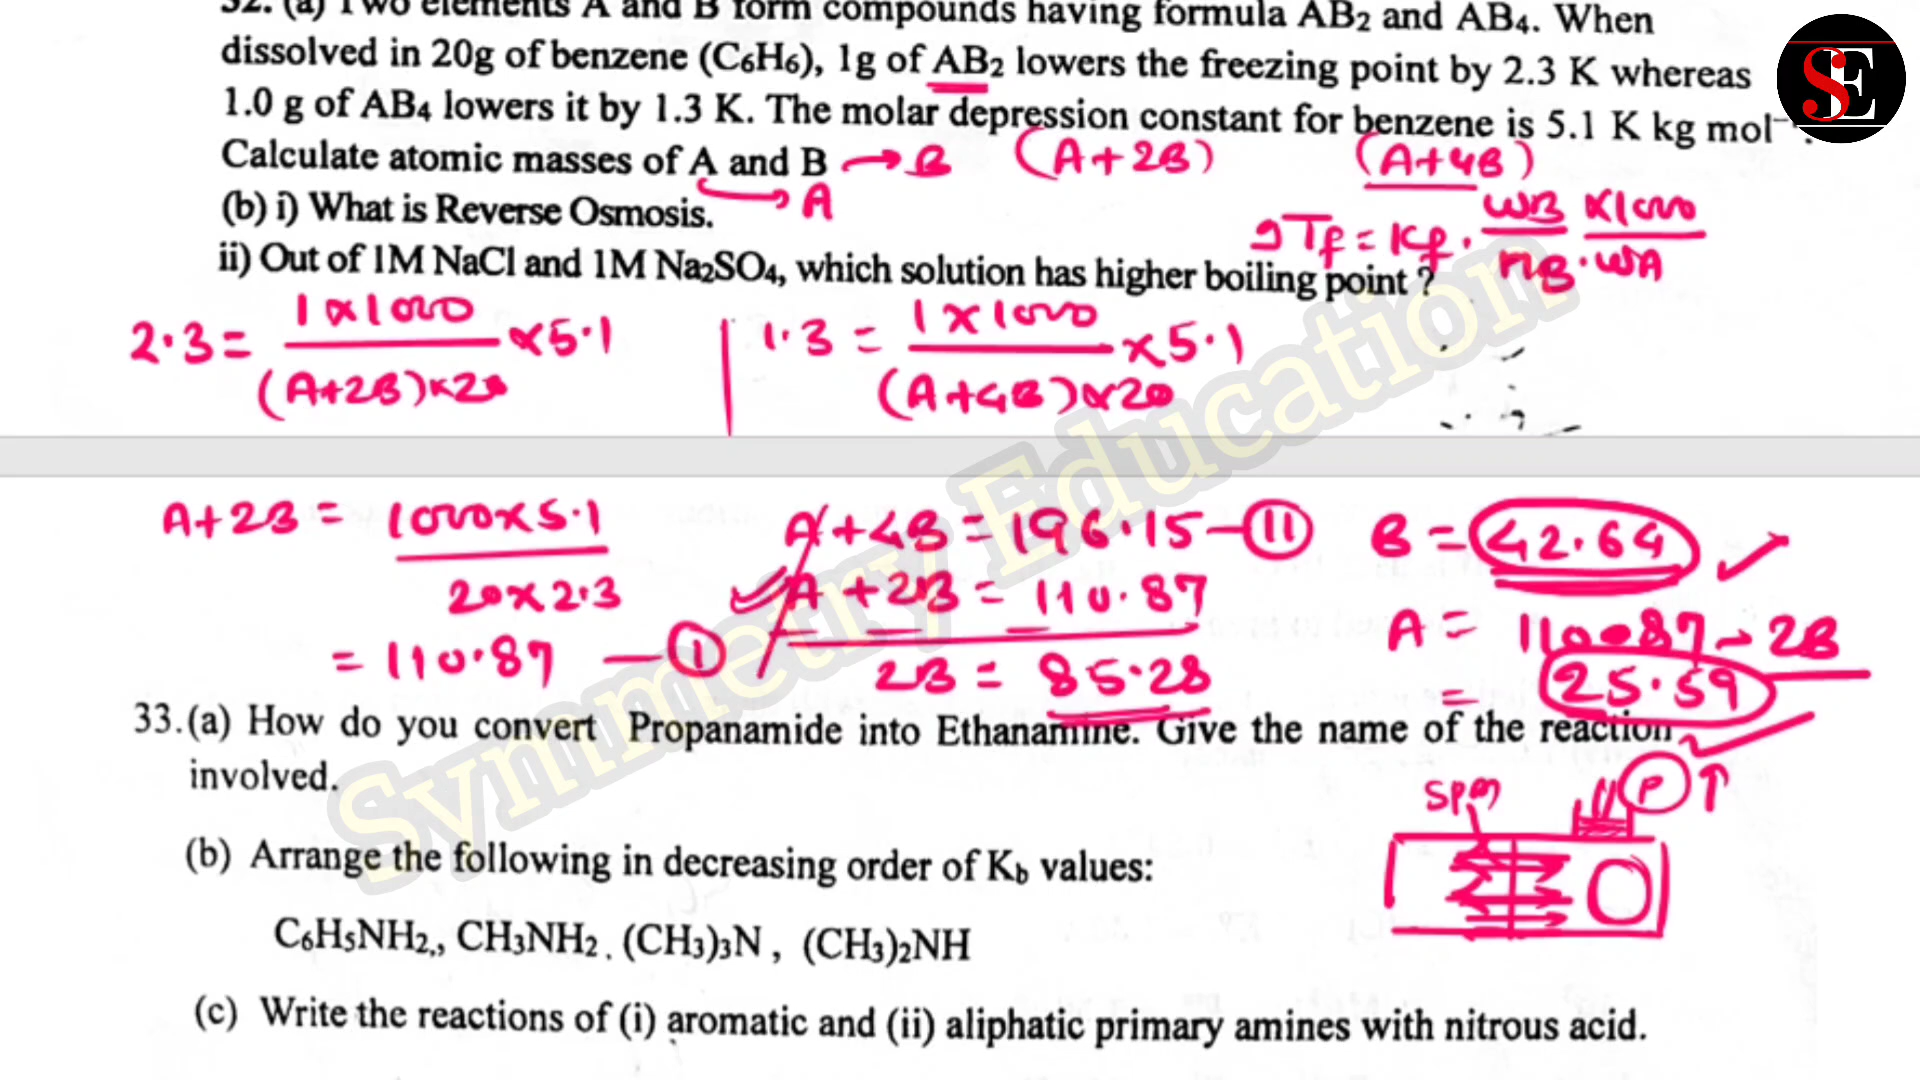 32. (a) Two elements A and B form compounds having formula AB₂ and AB₄. When
dissolved in 20g of benzene (C₆H₆), 1g of AB₂ lowers the freezing point by 2.3 K whereas
1.0 g of AB₄ lowers it by 1.3 K. The molar depression constant for benzene is 5.1 K kg mol⁻
SE
Calculate atomic masses of A and B → B (A+2B) (A+4B)
(b) i) What is Reverse Osmosis. → A
Tf = Kf . WB × 1000 / MB . WA
ii) Out of 1M NaCl and 1M Na₂SO₄, which solution has higher boiling point ?
2.3 = 1 × 1000 / (A+2B) × 20 × 5.1
1.3 = 1 × 1000 / (A+4B) × 20 × 5.1
A+2B = 1000 × 5.1 / 20 × 2.3
= 110.87 — I
A + 4B = 196.15 — II
A + 2B = 110.87
2B = 85.28
B = 42.64
A = 110.87 - 2B
= 25.59
33.(a) How do you convert Propanamide into Ethanamine. Give the name of the reaction
involved.
SPM P ↑
(b) Arrange the following in decreasing order of K_b values:
C₆H₅NH₂,, CH₃NH₂ . (CH₃)₃N , (CH₃)₂NH
(c) Write the reactions of (i) aromatic and (ii) aliphatic primary amines with nitrous acid.
Symmetry Education